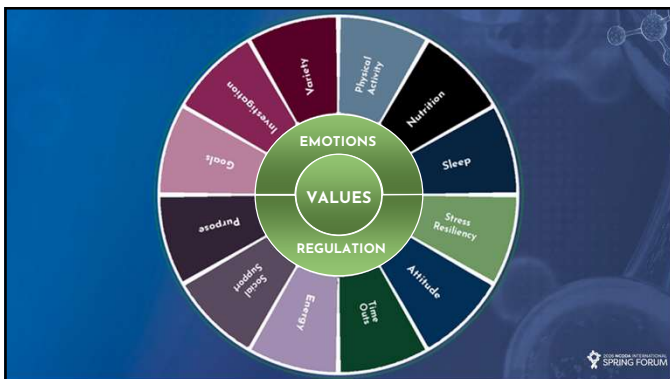 Physical
Activity
Nutrition
Sleep
Stress
Resiliency
Attitude
Time
Outs
Energy
Social
Support
Purpose
Goals
Investigation
Variety
EMOTIONS
VALUES
REGULATION
SPRING FORUM